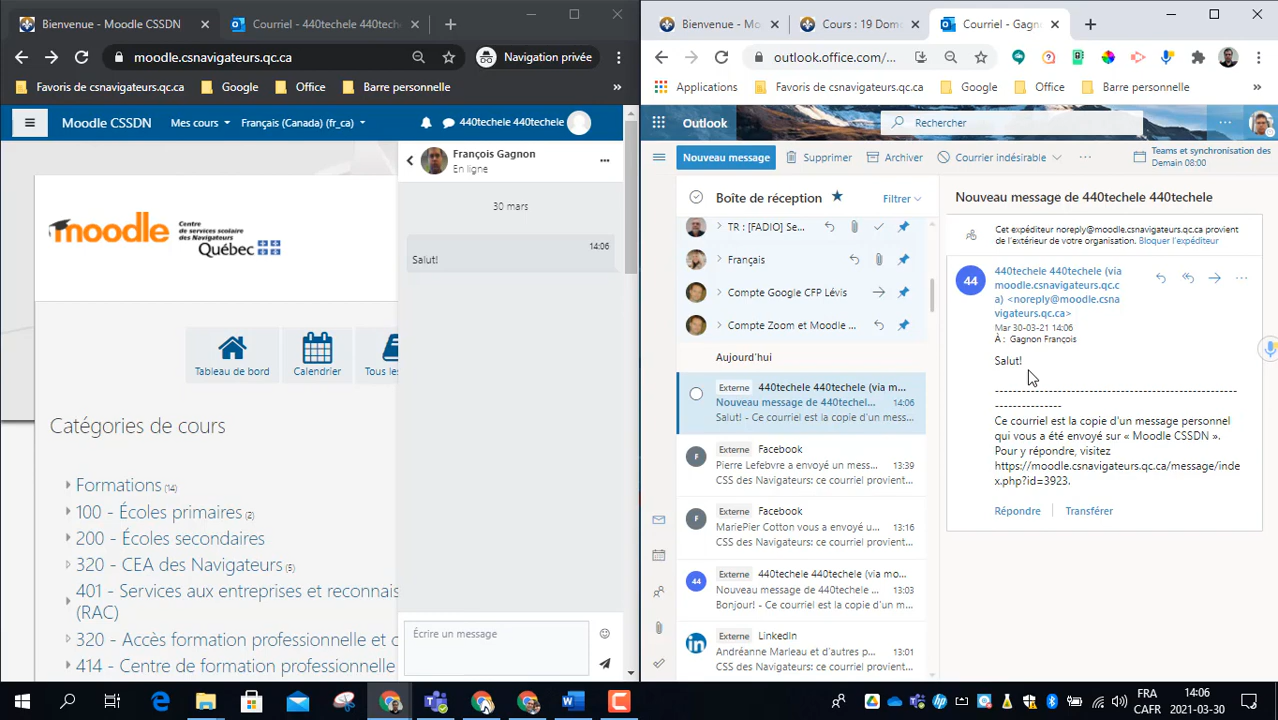 Bienvenue - Moodle CSSDN
Courriel - 440techele 440techele
moodle.csnavigateurs.qc.ca
Navigation privée
Favoris de csnavigateurs.qc.ca
Google
Office
Barre personnelle
»
Moodle CSSDN
Mes cours
Français (Canada) (fr_ca)
440techele 440techele
François Gagnon
En ligne
30 mars
14:06
Salut!
moodle
Centre
de services scolaire
des Navigateurs
Québec
Tableau de bord
Calendrier
Tous les
Catégories de cours
Formations (14)
100 - Écoles primaires (2)
200 - Écoles secondaires
320 - CEA des Navigateurs (5)
401 - Services aux entreprises et reconnais
(RAC)
320 - Accès formation professionnelle et c
414 - Centre de formation professionnelle
Écrire un message
Bienvenue - Mo
Cours : 19 Dom
Courriel - Gagn
outlook.office.com/...
Applications
Favoris de csnavigateurs.qc.ca
Google
Office
Barre personnelle
»
Outlook
Rechercher
Nouveau message
Supprimer
Archiver
Courrier indésirable
Teams et synchronisation des
Demain 08:00
Boîte de réception
Filtrer
TR : [FADIO] Se...
Français
Compte Google CFP Lévis
Compte Zoom et Moodle ...
Aujourd'hui
Externe 440techele 440techele (via m...
Nouveau message de 440techel... 14:06
Salut! - Ce courriel est la copie d'un mess...
F
Externe Facebook
Pierre Lefebvre a envoyé un mess... 13:39
CSS des Navigateurs: ce courriel provient...
F
Externe Facebook
MariePier Cotton vous a envoyé u... 13:16
CSS des Navigateurs: ce courriel provient...
44
Externe 440techele 440techele (via mo...
Nouveau message de 440techele ... 13:03
Bonjour! - Ce courriel est la copie d'un m...
in
Externe LinkedIn
Andréanne Marleau et d'autres p... 13:01
CSS des Navigateurs: ce courriel provient...
Nouveau message de 440techele 440techele
Cet expéditeur noreply@moodle.csnavigateurs.qc.ca provient
de l'extérieur de votre organisation. Bloquer l'expéditeur
44
440techele 440techele (via
moodle.csnavigateurs.qc.c
a) <noreply@moodle.csna
vigateurs.qc.ca>
Mar 30-03-21 14:06
À : Gagnon François
Salut!
Ce courriel est la copie d'un message personnel
qui vous a été envoyé sur « Moodle CSSDN ».
Pour y répondre, visitez
https://moodle.csnavigateurs.qc.ca/message/inde
x.php?id=3923.
Répondre
Transférer
FRA
CAFR
14:06
2021-03-30